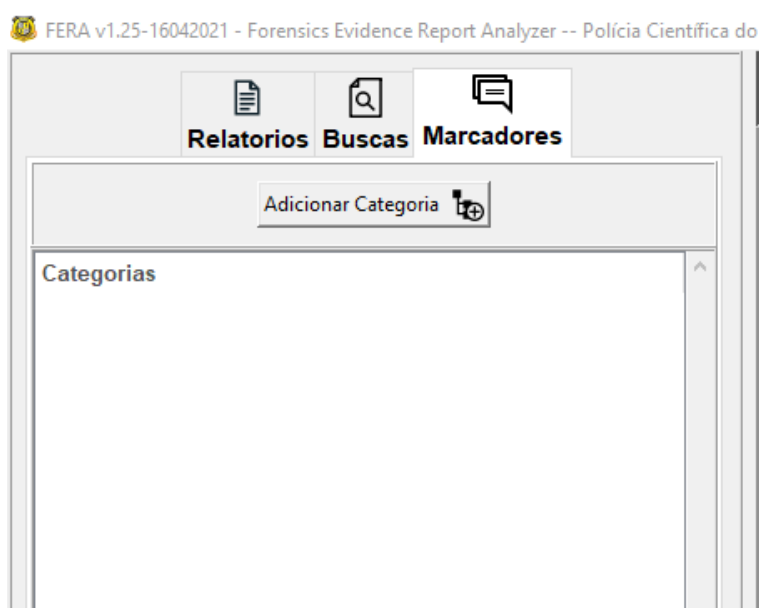 FERA v1.25-16042021 - Forensics Evidence Report Analyzer -- Polícia Científica do
Relatorios Buscas Marcadores
Adicionar Categoria
Categorias